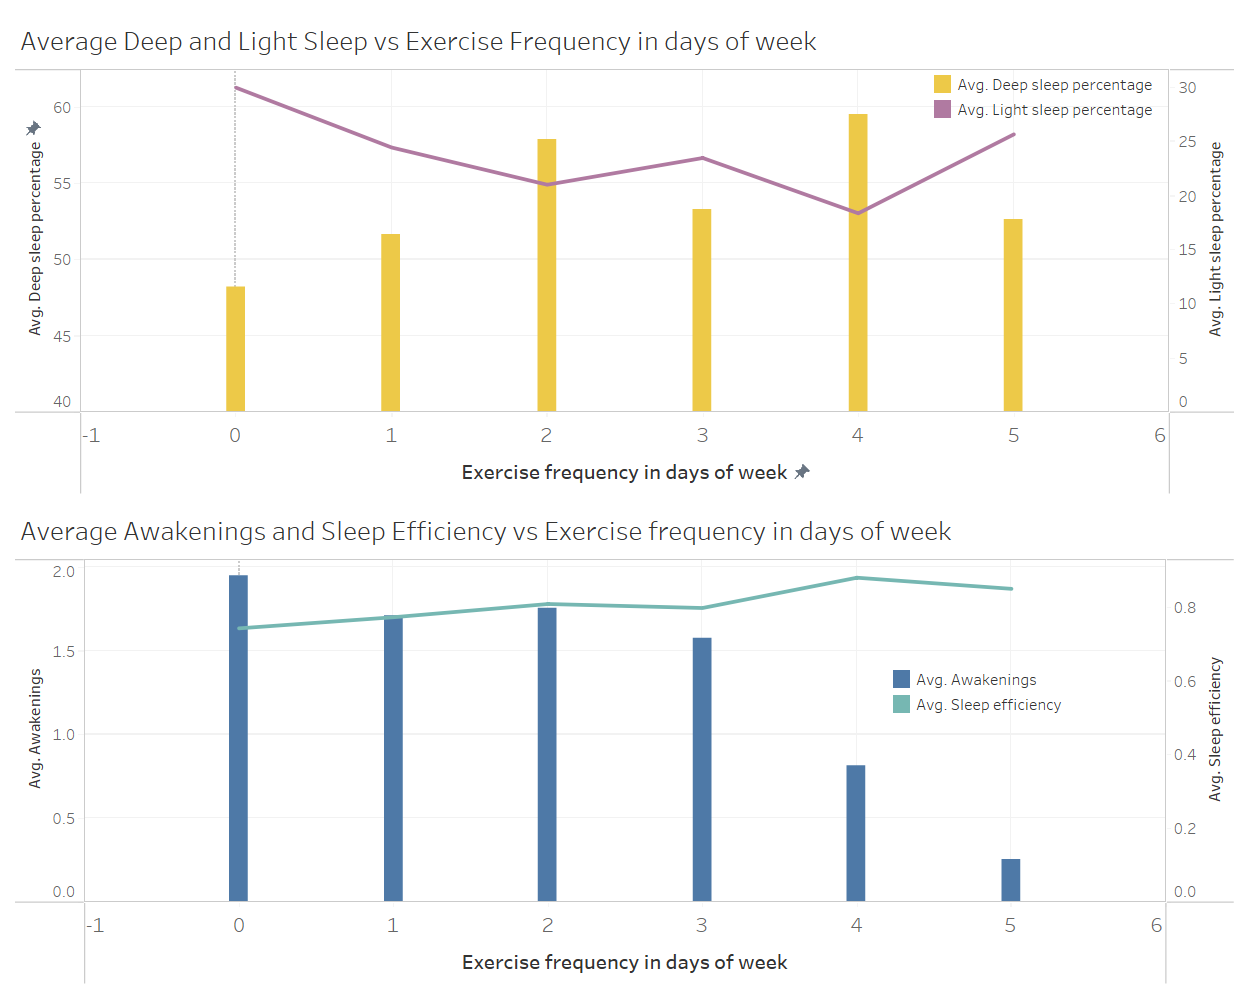 Average Deep and Light Sleep vs Exercise Frequency in days of week
Avg. Deep sleep percentage
Avg. Light sleep percentage
60
55
50
45
40
Avg. Deep sleep percentage
30
25
20
15
10
5
0
Avg. Light sleep percentage
-1 0 1 2 3 4 5 6
Exercise frequency in days of week
Average Awakenings and Sleep Efficiency vs Exercise frequency in days of week
2.0
1.5
1.0
0.5
0.0
Avg. Awakenings
Avg. Awakenings
Avg. Sleep efficiency
0.8
0.6
0.4
0.2
0.0
Avg. Sleep efficiency
-1 0 1 2 3 4 5 6
Exercise frequency in days of week